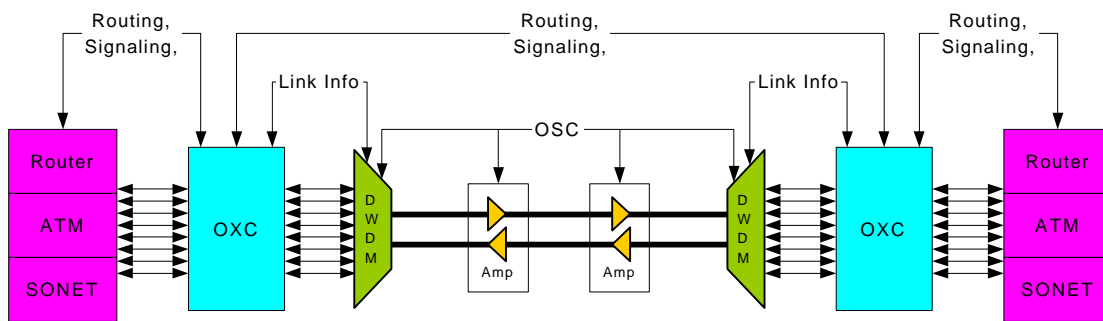 Routing,
Signaling,
Routing,
Signaling,
Routing,
Signaling,
Link Info
Link Info
OSC
Router
ATM
SONET
OXC
D
W
D
M
Amp
Amp
D
W
D
M
OXC
Router
ATM
SONET